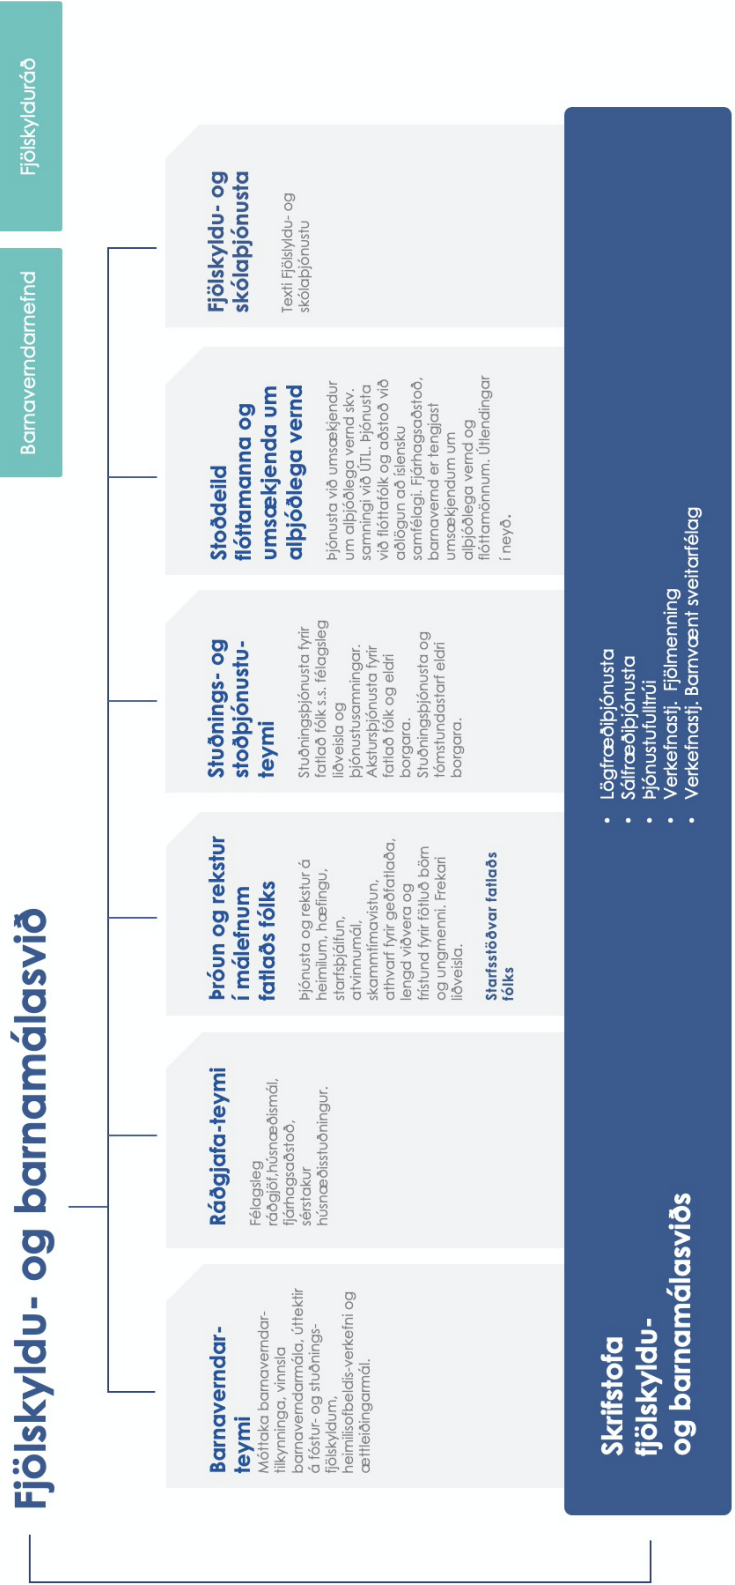 Fjölskyldu- og barnamálasvið
Barnaverndarnefnd
Fjölskylduráð
Barnaverndar-
teymi
Móttaka barnaverndar-
tilkynninga, vinnsla
barnaverndarmála, úttektir
á fóstur- og stuðnings-
fjölskyldum,
heimilisofbeldis-verkefni og
ættleiðingarmál.
Ráðgjafa-teymi
Félagsleg
ráðgjöf,húsnæðismál,
fjárhagsaðstoð,
sérstakur
húsnæðisstuðningur.
Þróun og rekstur
í málefnum
fatlaðs fólks
Þjónusta og rekstur á
heimilum, hæfingu,
starfsþjálfun,
atvinnumál,
skammtímavistun,
athvarf fyrir geðfatlaða,
lengd viðvera og
frístund fyrir fötluð börn
og ungmenni. Frekari
liðveisla.
Starfsstöðvar fatlaðs
fólks
Stuðnings- og
stoðþjónustu-
teymi
Stuðningsþjónusta fyrir
fatlað fólk s.s. félagsleg
liðveisla og
þjónustusamningar.
Akstursþjónusta fyrir
fatlað fólk og eldri
borgara.
Stuðningsþjónusta og
tómstundastarf eldri
borgara.
Stoðdeild
flóttamanna og
umsækjenda um
alþjóðlega vernd
Þjónusta við umsækjendur
um alþjóðlega vernd skv.
samningi við ÚTL. Þjónusta
við flóttafólk og aðstoð við
aðlögun að íslensku
samfélagi. Fjárhagsaðstoð,
barnavernd er tengjast
umsækjendum um
alþjóðlega vernd og
flóttamönnum. Útlendingar
í neyð.
Fjölskyldu- og
skólaþjónusta
Texti Fjölslyldu- og
skólaþjónustu
Skrifstofa
fjölskyldu-
og barnamálasviðs
• Lögfræðiþjónusta
• Sálfræðiþjónusta
• Þjónustufulltrúi
• Verkefnastj. Fjölmenning
• Verkefnastj. Barnvænt sveitarfélag